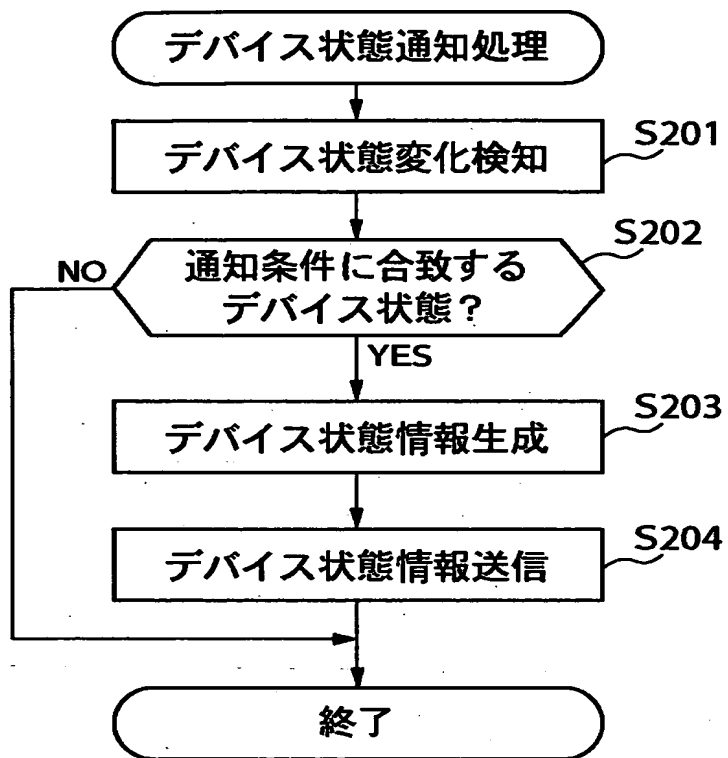 デバイス状態通知処理
デバイス状態変化検知
S201
通知条件に合致する
デバイス状態?
S202
NO
YES
デバイス状態情報生成
S203
デバイス状態情報送信
S204
終了